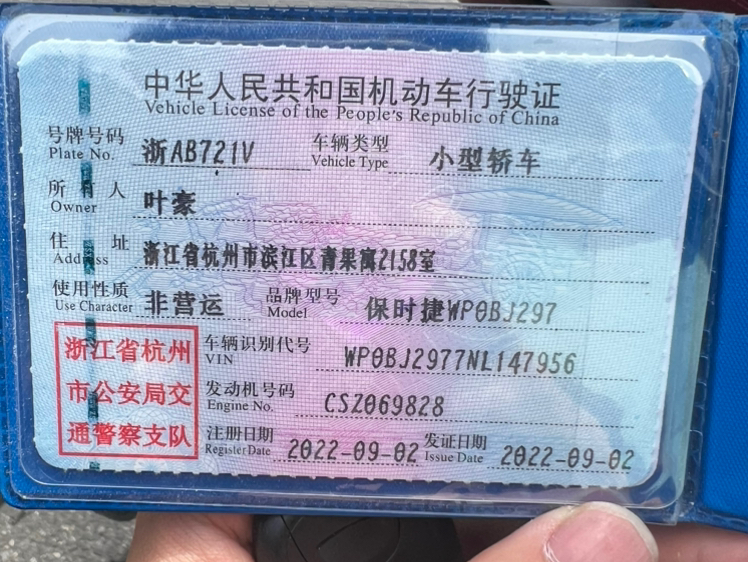 中华人民共和国机动车行驶证
Vehicle License of the People's Republic of China
号牌号码 浙AB721V 车辆类型 小型轿车
Plate No. Vehicle Type
所有人 叶豪
Owner
住址 浙江省杭州市滨江区青果寓2158室
Address
使用性质 非营运 品牌型号 保时捷WP0BJ297
Use Character Model
浙江省杭州
市公安局交
通警察支队
车辆识别代号 WP0BJ2977NL147956
VIN
发动机号码 CSZ069828
Engine No.
注册日期 2022-09-02 发证日期 2022-09-02
Register Date Issue Date